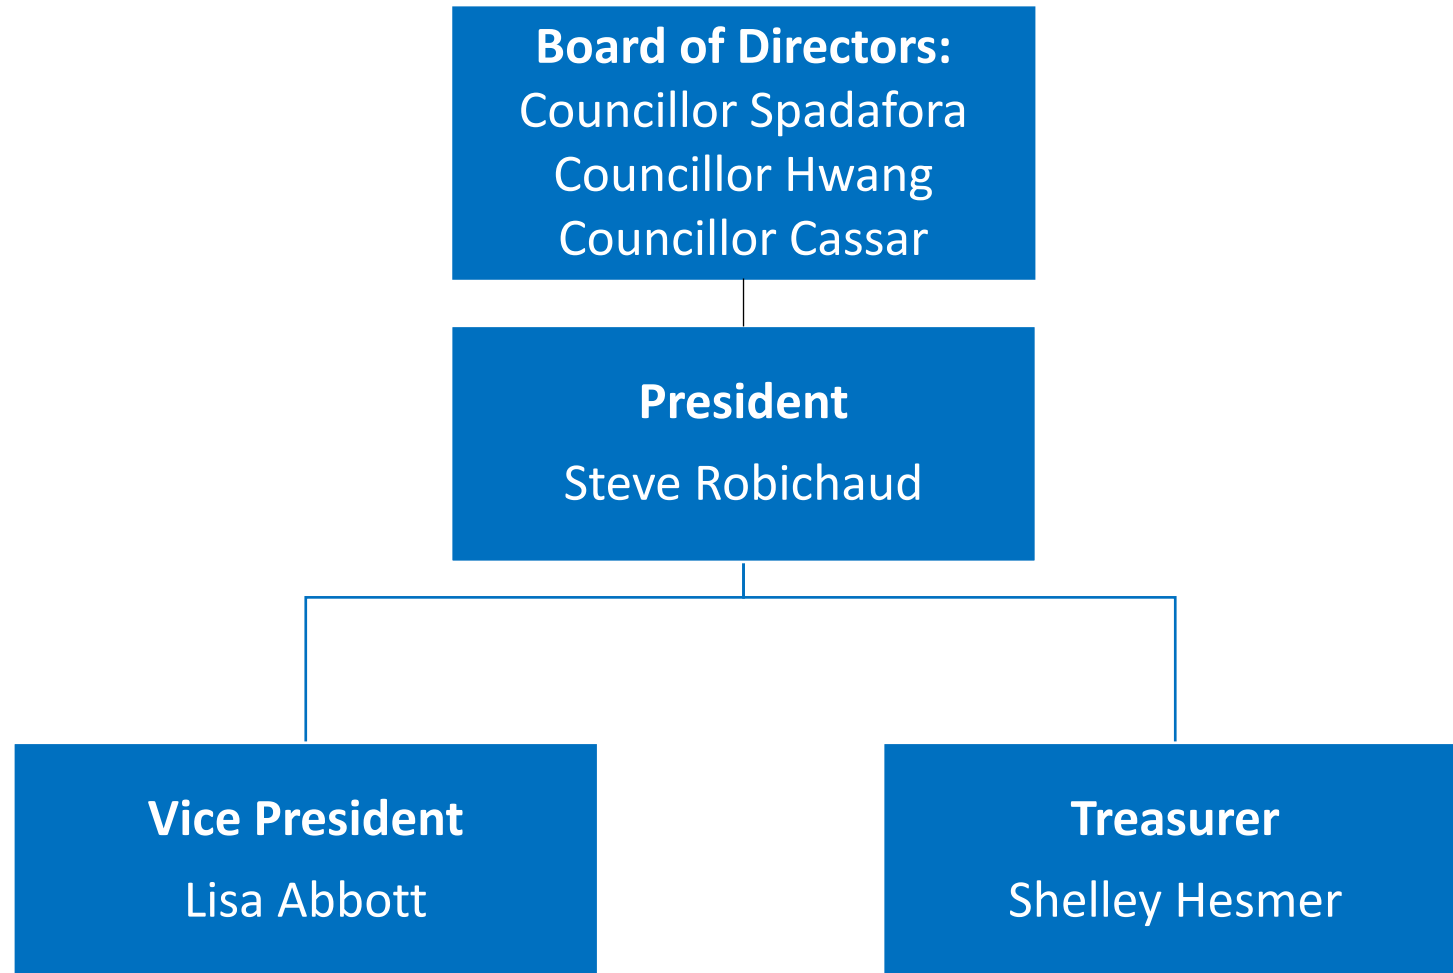 Board of Directors:
Councillor Spadafora
Councillor Hwang
Councillor Cassar
President
Steve Robichaud
Vice President
Lisa Abbott
Treasurer
Shelley Hesmer